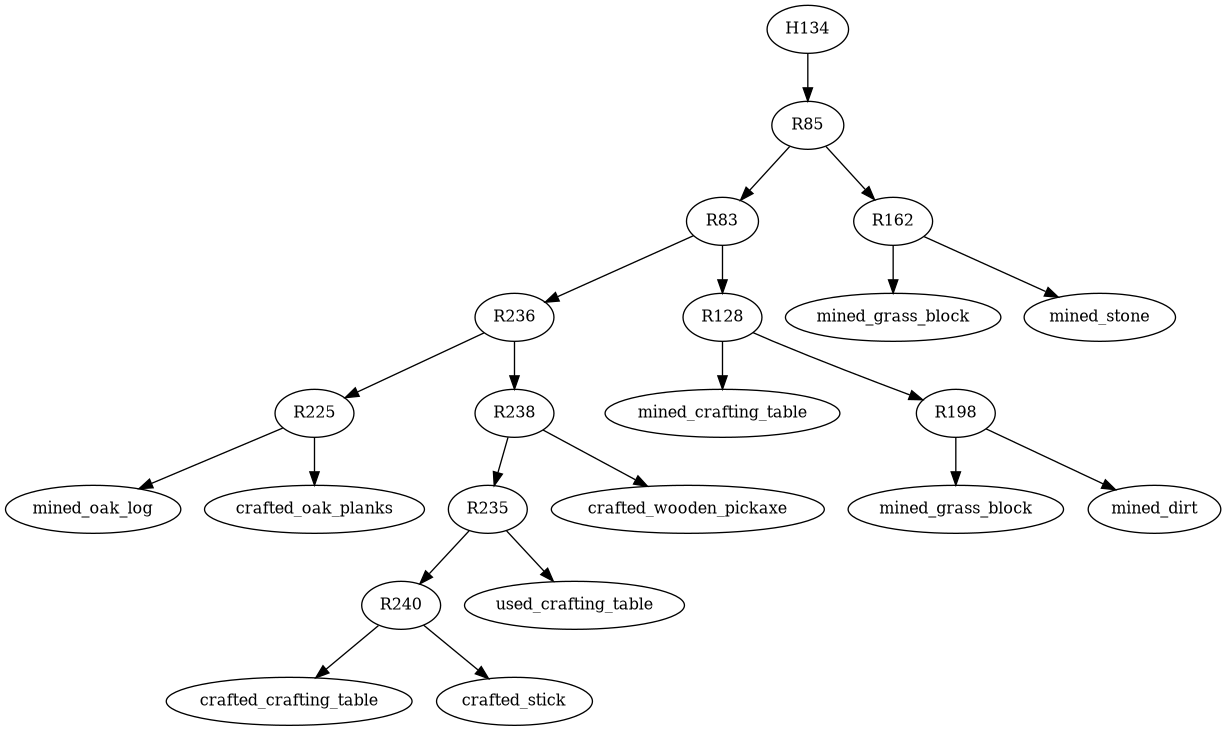 H134
R85
R83
R162
R236
R128
mined_grass_block
mined_stone
R225
R238
mined_crafting_table
R198
mined_oak_log
crafted_oak_planks
R235
crafted_wooden_pickaxe
mined_grass_block
mined_dirt
R240
used_crafting_table
crafted_crafting_table
crafted_stick